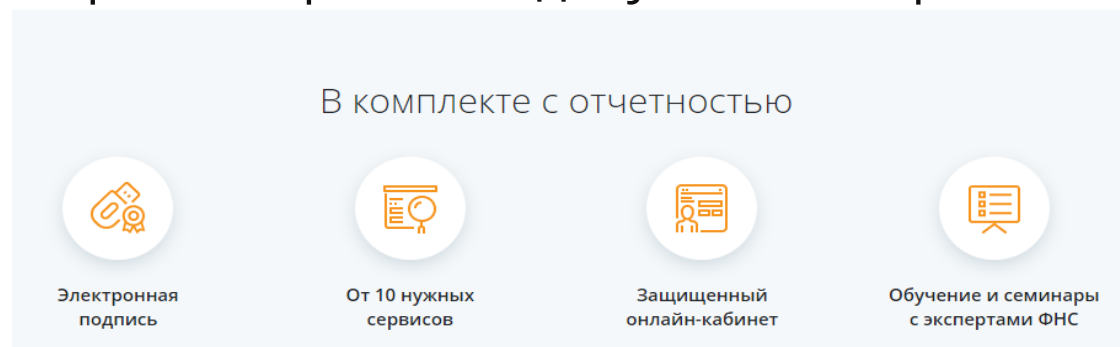 В комплекте с отчетностью
Электронная
подпись
От 10 нужных
сервисов
Защищенный
онлайн-кабинет
Обучение и семинары
с экспертами ФНС